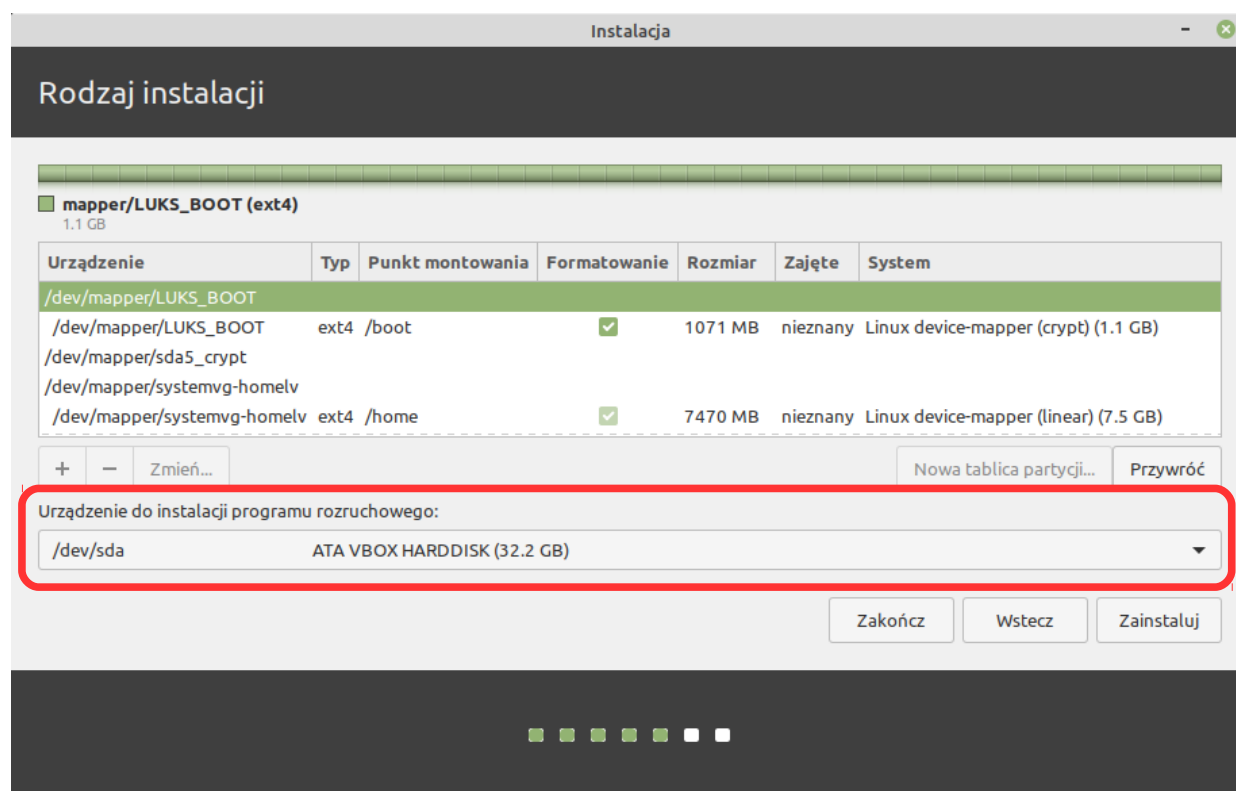 Instalacja
Rodzaj instalacji
mapper/LUKS_BOOT (ext4)
1.1 GB
Urządzenie Typ Punkt montowania Formatowanie Rozmiar Zajęte System
/dev/mapper/LUKS_BOOT
/dev/mapper/LUKS_BOOT ext4 /boot 1071 MB nieznany Linux device-mapper (crypt) (1.1 GB)
/dev/mapper/sda5_crypt
/dev/mapper/systemvg-homelv
/dev/mapper/systemvg-homelv ext4 /home 7470 MB nieznany Linux device-mapper (linear) (7.5 GB)
+ − Zmień... Nowa tablica partycji... Przywróć
Urządzenie do instalacji programu rozruchowego:
/dev/sda ATA VBOX HARDDISK (32.2 GB)
Zakończ Wstecz Zainstaluj